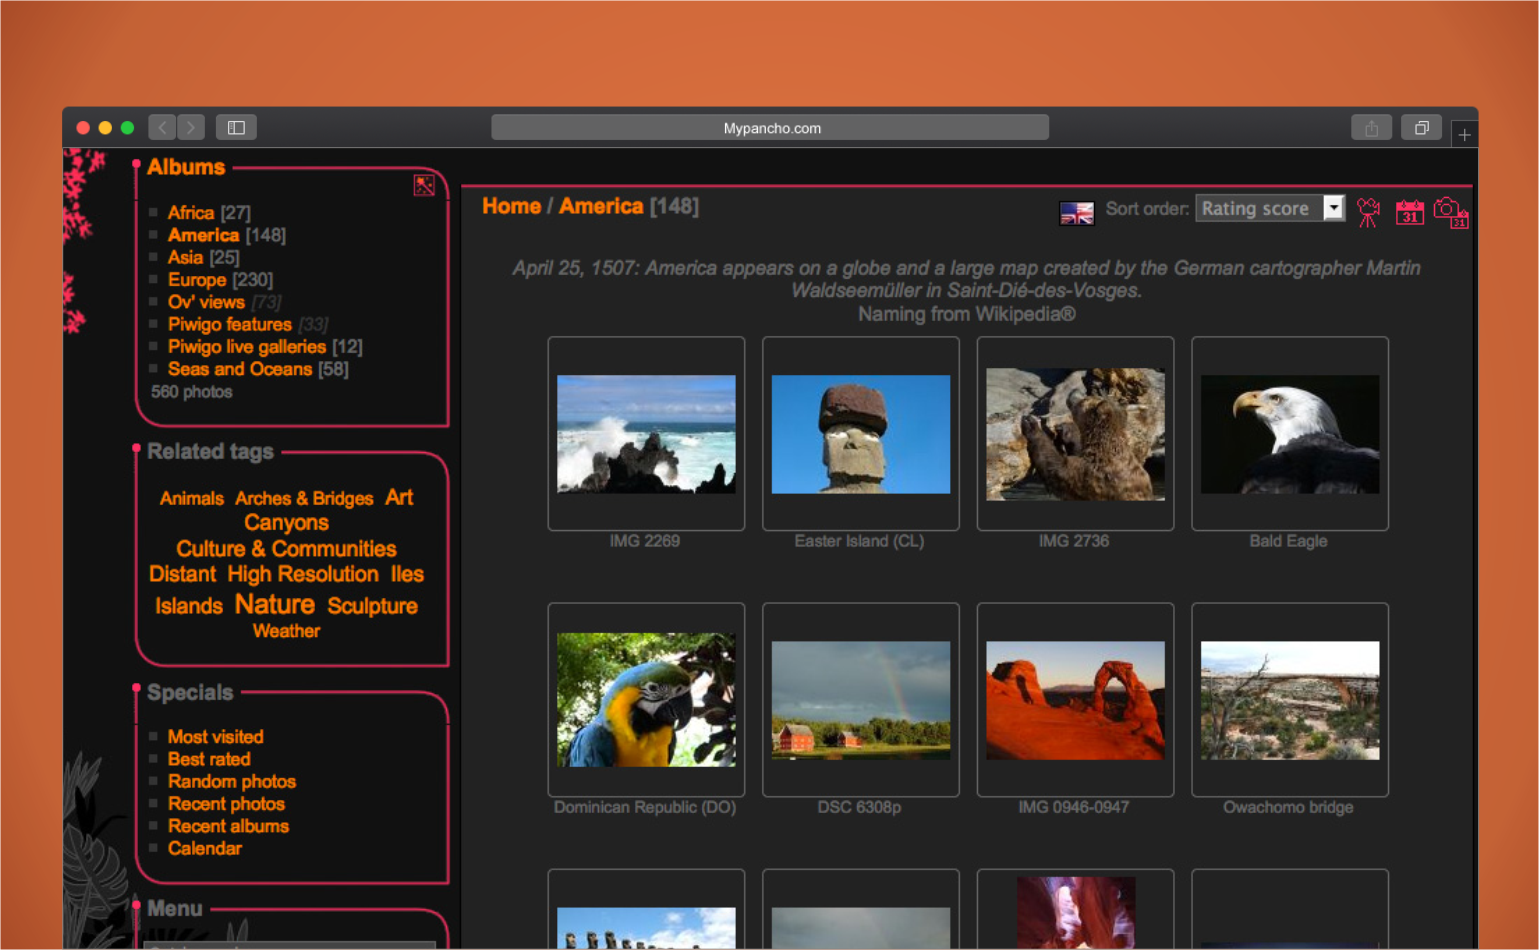 Mypancho.com
Albums
Africa [27]
America [148]
Asia [25]
Europe [230]
Ov' views [73]
Piwigo features [33]
Piwigo live galleries [12]
Seas and Oceans [58]
560 photos
Related tags
Animals Arches & Bridges Art
Canyons
Culture & Communities
Distant High Resolution Iles
Islands Nature Sculpture
Weather
Specials
Most visited
Best rated
Random photos
Recent photos
Recent albums
Calendar
Menu
Home / America [148]
Sort order: Rating score
31
31
April 25, 1507: America appears on a globe and a large map created by the German cartographer Martin
Waldseemüller in Saint-Dié-des-Vosges.
Naming from Wikipedia®
IMG 2269
Easter Island (CL)
IMG 2736
Bald Eagle
Dominican Republic (DO)
DSC 6308p
IMG 0946-0947
Owachomo bridge